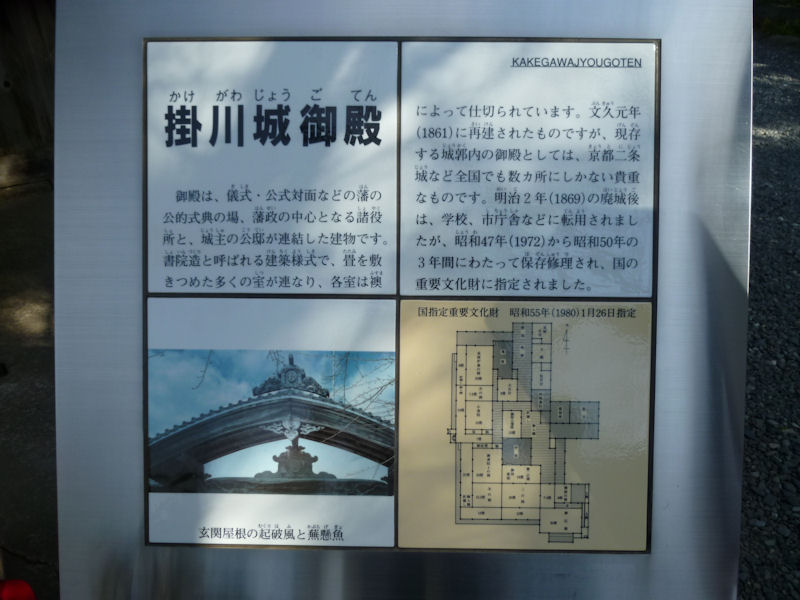 掛川城御殿
御殿は、儀式・公式対面などの藩の
公的式典の場、藩政の中心となる諸役
所と、城主の公邸が連結した建物です。
書院造と呼ばれる建築様式で、畳を敷
きつめた多くの室が連なり、各室は襖
KAKEGAWAJYOUGOTEN
によって仕切られています。文久元年
(1861)に再建されたものですが、現存
する城郭内の御殿としては、京都二条
城など全国でも数カ所にしかない貴重
なものです。明治2年(1869)の廃城後
は、学校、市庁舎などに転用されまし
たが、昭和47年(1972)から昭和50年の
3年間にわたって保存修理され、国の
重要文化財に指定されました。
玄関屋根の起破風と蕪懸魚
国指定重要文化財 昭和55年(1980)1月26日指定